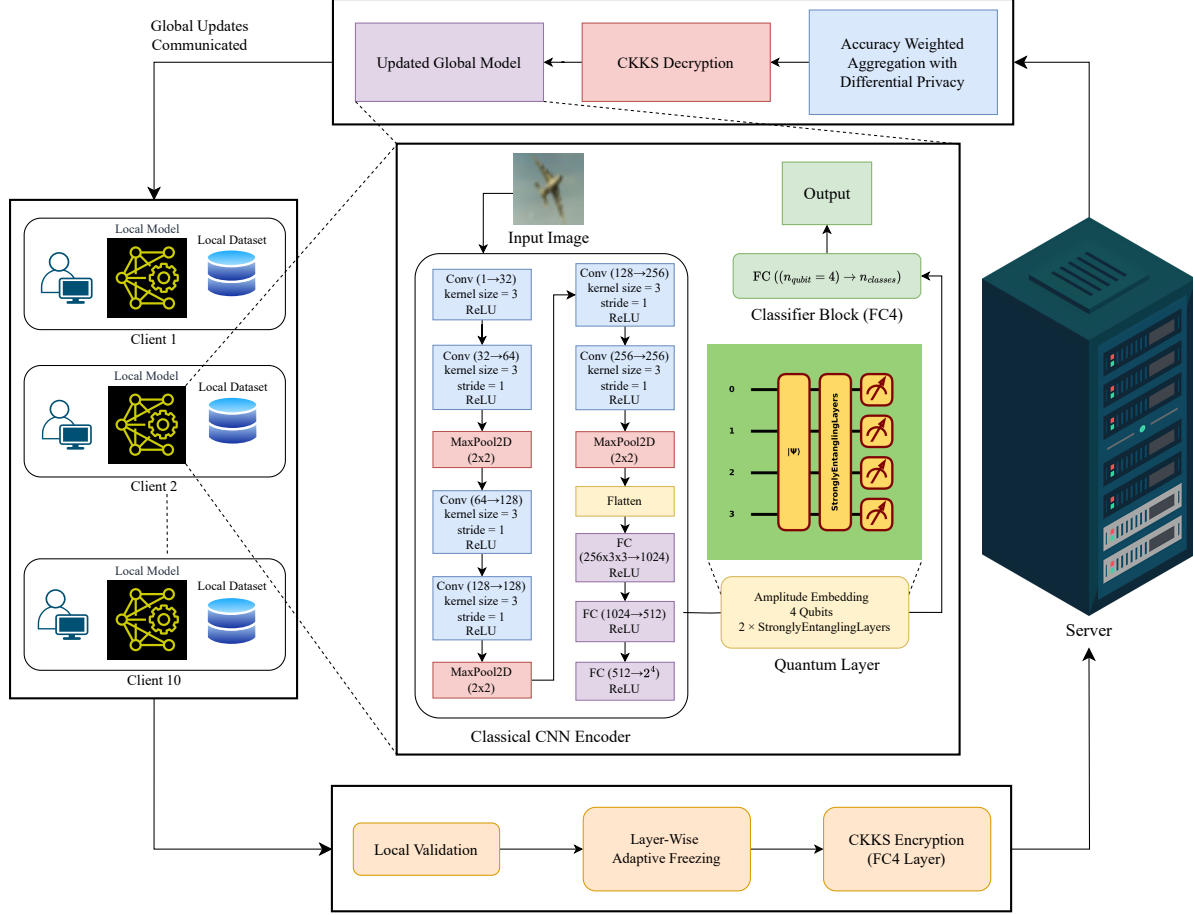 Global Updates
Communicated
Updated Global Model
CKKS Decryption
Accuracy Weighted
Aggregation with
Differential Privacy
Local Model
Local Dataset
Client 1
Local Model
Local Dataset
Client 2
Local Model
Local Dataset
Client 10
Input Image
Conv (1→32)
kernel size = 3
ReLU
Conv (32→64)
kernel size = 3
stride = 1
ReLU
MaxPool2D
(2x2)
Conv (64→128)
kernel size = 3
stride = 1
ReLU
Conv (128→128)
kernel size = 3
stride = 1
ReLU
MaxPool2D
(2x2)
Conv (128→256)
kernel size = 3
stride = 1
ReLU
Conv (256→256)
kernel size = 3
stride = 1
ReLU
MaxPool2D
(2x2)
Flatten
FC
(256x3x3→1024)
ReLU
FC (1024→512)
ReLU
FC (512→2⁴)
ReLU
Classical CNN Encoder
Output
FC ((n_qubit = 4) → n_classes)
Classifier Block (FC4)
0
1
2
3
|Ψ⟩
StronglyEntanglingLayers
Amplitude Embedding
4 Qubits
2 × StronglyEntanglingLayers
Quantum Layer
Server
Local Validation
Layer-Wise
Adaptive Freezing
CKKS Encryption
(FC4 Layer)